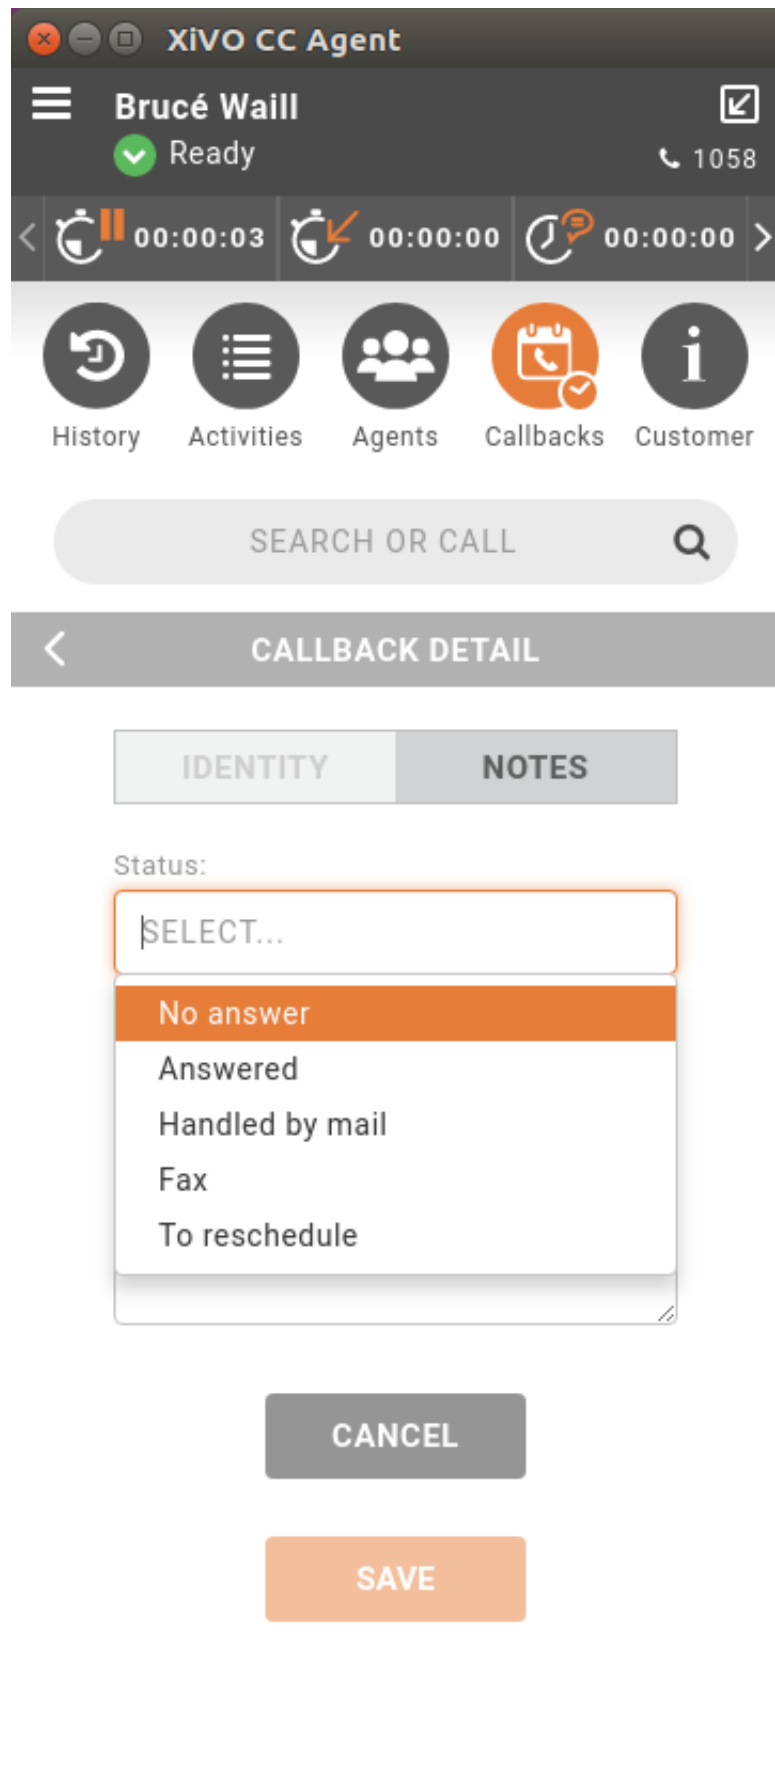 XiVO CC Agent
Brucé Waill
Ready
1058
00:00:03 00:00:00 00:00:00
History Activities Agents Callbacks Customer
SEARCH OR CALL
CALLBACK DETAIL
IDENTITY NOTES
Status:
SELECT...
No answer
Answered
Handled by mail
Fax
To reschedule
CANCEL
SAVE